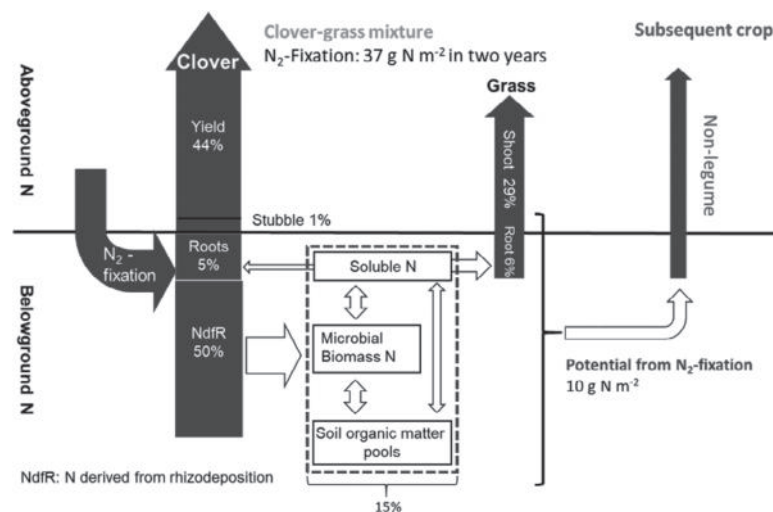 Clover-grass mixture
N₂-Fixation: 37 g N m⁻² in two years
Subsequent crop
Clover
Grass
Aboveground N
Yield
44%
Shoot 29%
Non-legume
Stubble 1%
N₂ -
fixation
Roots
5%
Soluble N
Root 6%
Belowground N
NdfR
50%
Microbial
Biomass N
Potential from N₂-fixation
10 g N m⁻²
Soil organic matter
pools
NdfR: N derived from rhizodeposition
15%